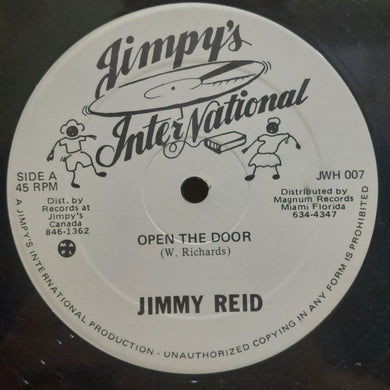 Jimpy's
InterNational
SIDE A
45 RPM
JWH 007
Dist. by
Records at
Jimpy's
Canada
846-1362
Distributed by
Magnum Records
Miami Florida
634-4347
OPEN THE DOOR
(W. Richards)
JIMMY REID
A JIMPY'S INTERNATIONAL PRODUCTION - UNAUTHORIZED COPYING IN ANY FORM IS PROHIBITED